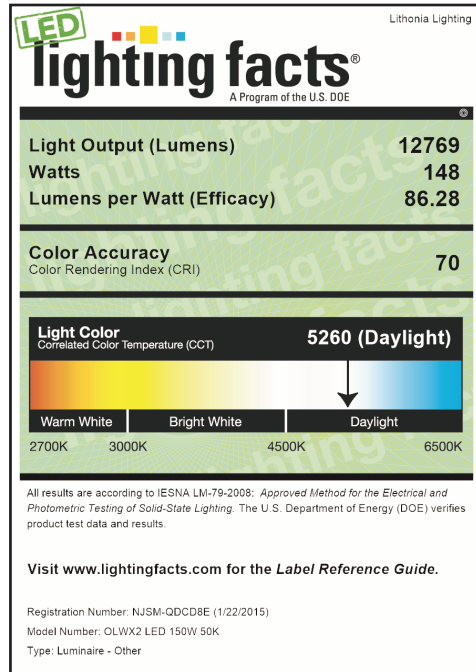 Lithonia Lighting
LED
lighting facts®
A Program of the U.S. DOE
Light Output (Lumens) 12769
Watts 148
Lumens per Watt (Efficacy) 86.28
Color Accuracy
Color Rendering Index (CRI) 70
Light Color
Correlated Color Temperature (CCT) 5260 (Daylight)
Warm White Bright White Daylight
2700K 3000K 4500K 6500K
All results are according to IESNA LM-79-2008: Approved Method for the Electrical and
Photometric Testing of Solid-State Lighting. The U.S. Department of Energy (DOE) verifies
product test data and results.
Visit www.lightingfacts.com for the Label Reference Guide.
Registration Number: NJSM-QDCD8E (1/22/2015)
Model Number: OLWX2 LED 150W 50K
Type: Luminaire - Other